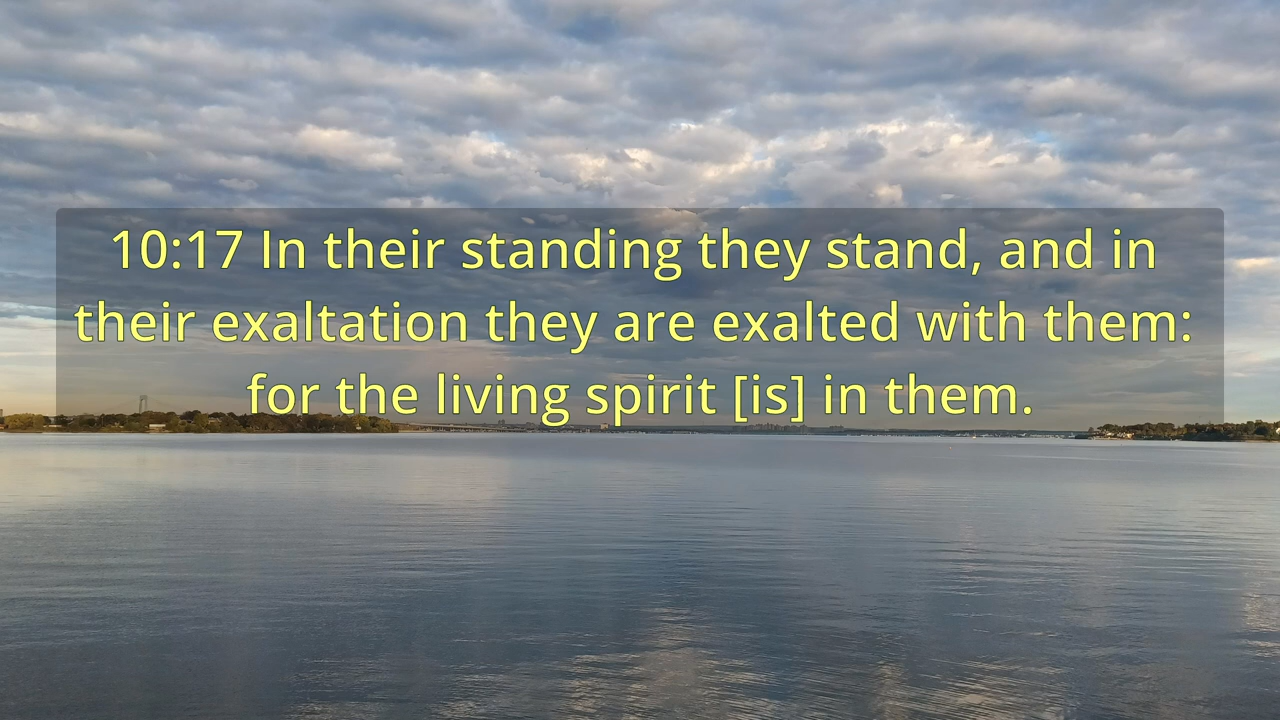 10:17 In their standing they stand, and in
their exaltation they are exalted with them:
for the living spirit [is] in them.